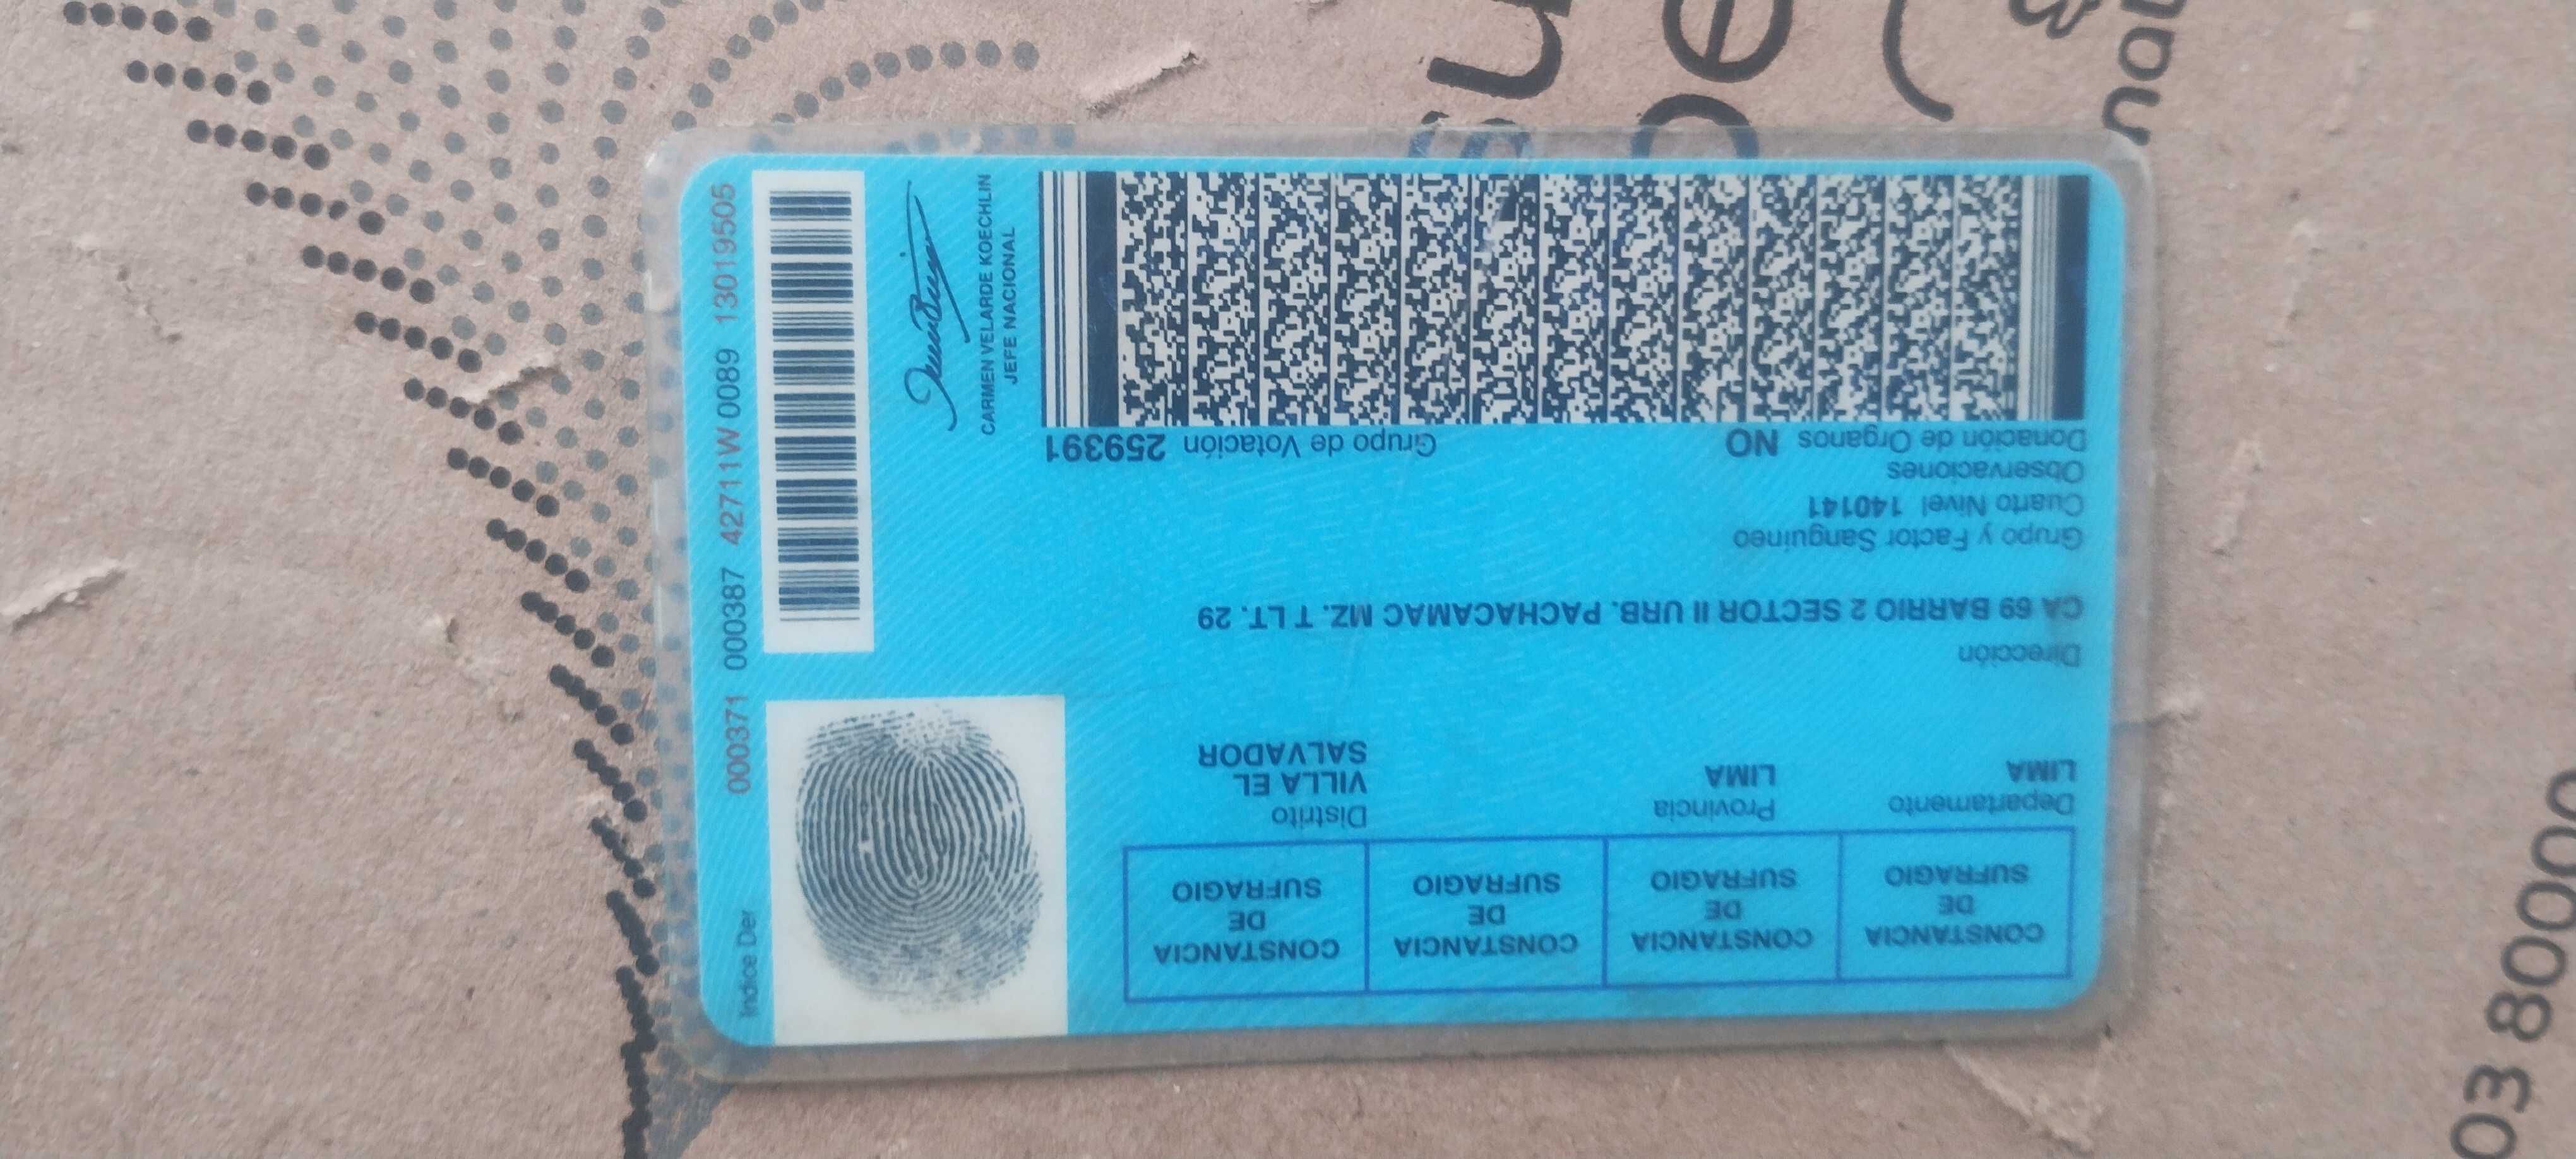 CONSTANCIA DE SUFRAGIO
CONSTANCIA DE SUFRAGIO
CONSTANCIA DE SUFRAGIO
CONSTANCIA DE SUFRAGIO
Departamento
LIMA
Provincia
LIMA
Distrito
VILLA EL
SALVADOR
Dirección
CA 69 BARRIO 2 SECTOR II URB. PACHACAMAC MZ. T LT. 29
Grupo y Factor Sanguineo
Cuarto Nivel 140141
Observaciones
Donación de Organos NO
Grupo de Votación 259391
Indice Der
000371 000387 42711W0089 13019505
CARMEN VELARDE KOECHLIN
JEFE NACIONAL